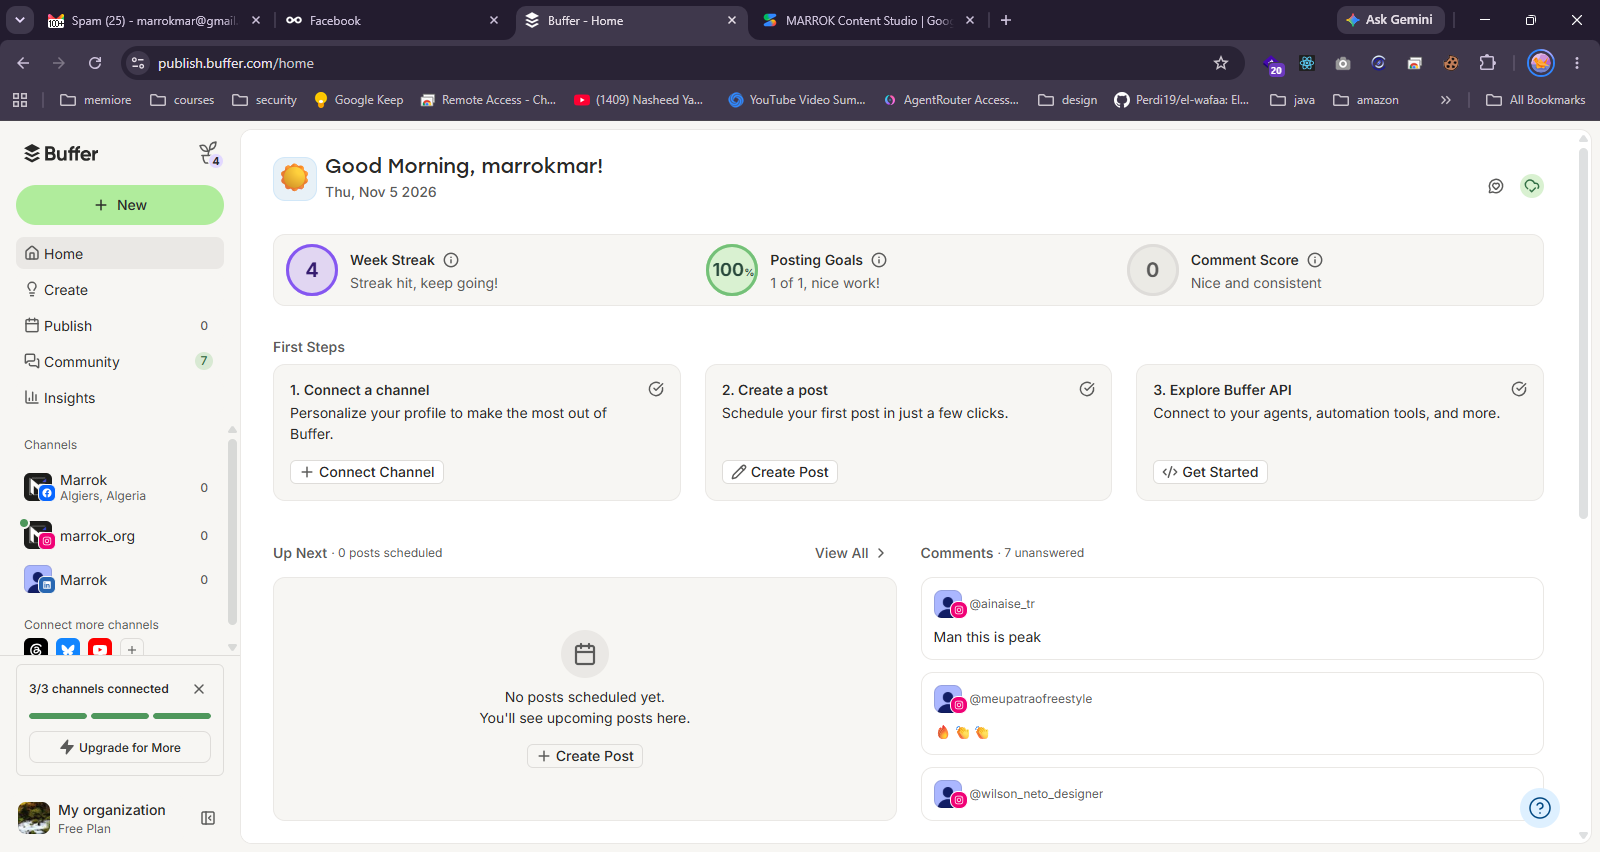 Spam (25) - marrokmar@gmail.
Facebook
Buffer - Home
MARROK Content Studio | Goo
Ask Gemini
publish.buffer.com/home
20
memiore
courses
security
Google Keep
Remote Access - Ch...
(1409) Nasheed Ya...
YouTube Video Sum...
AgentRouter Access...
design
Perdi19/el-wafaa: El...
java
amazon
All Bookmarks
Buffer
4
New
Home
Create
Publish 0
Community 7
Insights
Channels
Marrok
Algiers, Algeria
0
marrok_org 0
Marrok 0
Connect more channels
3/3 channels connected
Upgrade for More
My organization
Free Plan
Good Morning, marrokmar!
Thu, Nov 5 2026
4
Week Streak
Streak hit, keep going!
100%
Posting Goals
1 of 1, nice work!
0
Comment Score
Nice and consistent
First Steps
1. Connect a channel
Personalize your profile to make the most out of
Buffer.
Connect Channel
2. Create a post
Schedule your first post in just a few clicks.
Create Post
3. Explore Buffer API
Connect to your agents, automation tools, and more.
Get Started
Up Next · 0 posts scheduled
View All
No posts scheduled yet.
You'll see upcoming posts here.
Create Post
Comments · 7 unanswered
@ainaise_tr
Man this is peak
@meupatraofreestyle
🔥 👏 👏
@wilson_neto_designer